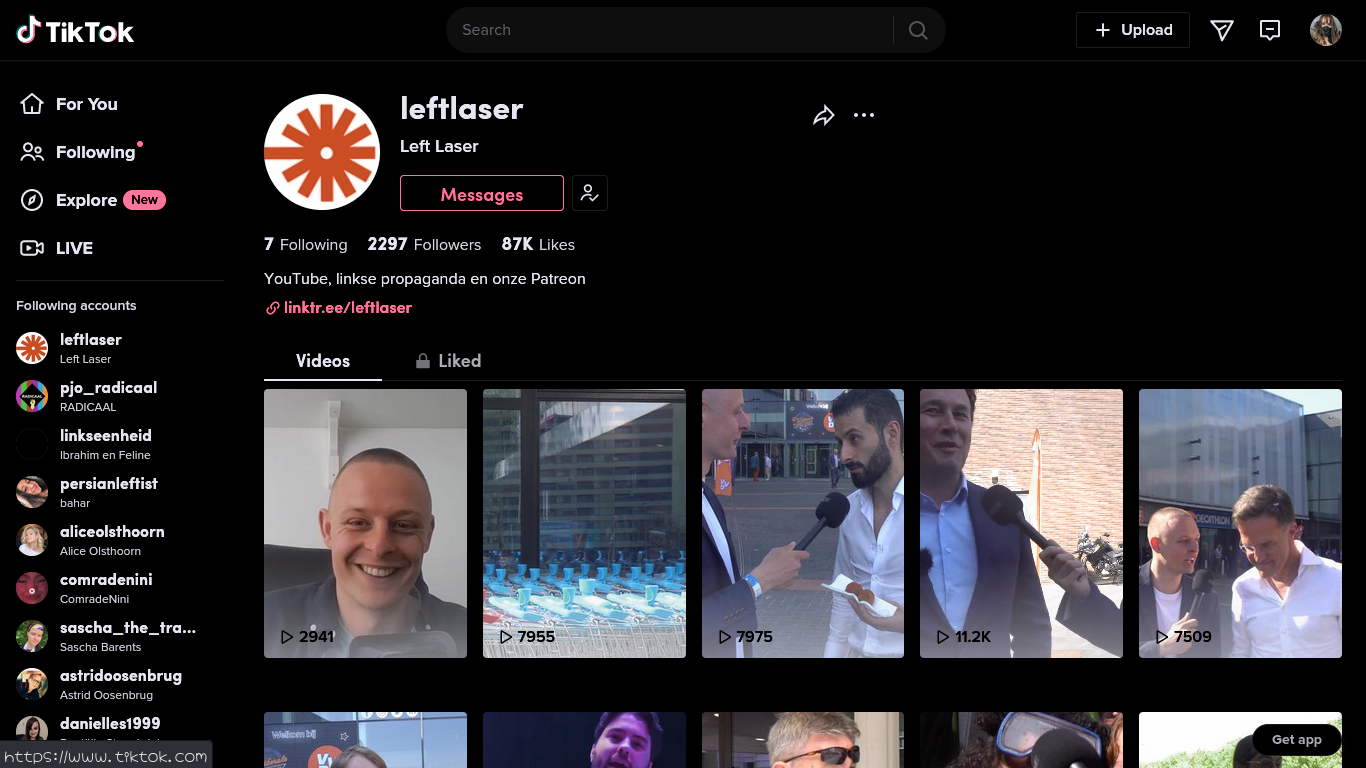 TikTok
Search
Upload
For You
Following
Explore New
LIVE
Following accounts
leftlaser
Left Laser
pjo_radicaal
RADICAAL
linkseenheid
Ibrahim en Feline
persianleftist
bahar
aliceolsthoorn
Alice Olsthoorn
comradenini
ComradeNini
sascha_the_tra...
Sascha Barents
astridoosenbrug
Astrid Oosenbrug
danielles1999
https://www.tiktok.com
leftlaser
Left Laser
Messages
7 Following 2297 Followers 87K Likes
YouTube, linkse propaganda en onze Patreon
linktr.ee/leftlaser
Videos Liked
DECATHLON
2941 7955 7975 11.2K 7509
Welkom bij
Get app